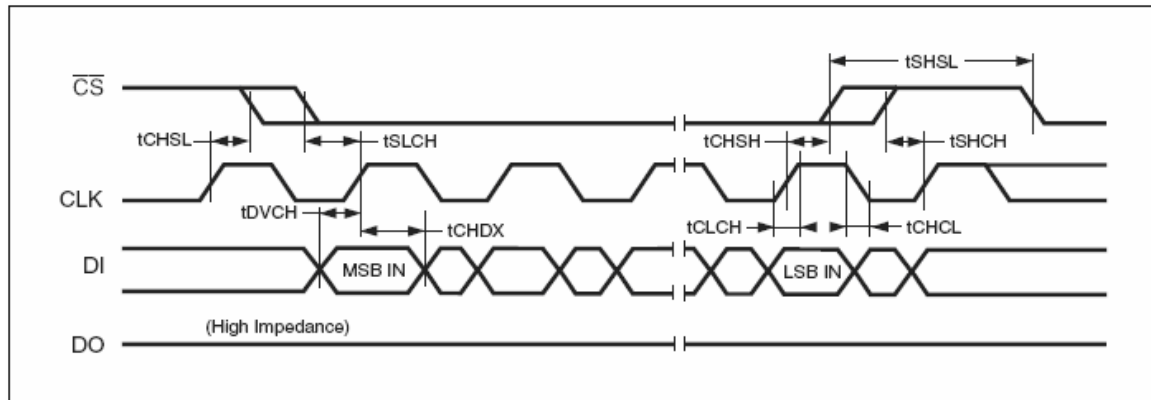 tSHSL
CS
tCHSL
tSLCH
tCHSH
tSHCH
CLK
tDVCH
tCHDX
tCLCH
tCHCL
DI
MSB IN
LSB IN
(High Impedance)
DO